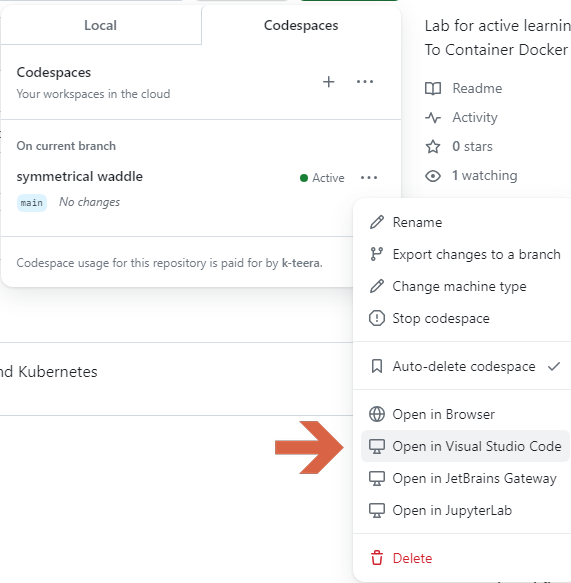 Local
Codespaces
Codespaces
Your workspaces in the cloud
On current branch
symmetrical waddle
Active
main
No changes
Codespace usage for this repository is paid for by k-teera.
nd Kubernetes
Lab for active learnin
To Container Docker
Readme
Activity
0 stars
1 watching
Rename
Export changes to a branch
Change machine type
Stop codespace
Auto-delete codespace
Open in Browser
Open in Visual Studio Code
Open in JetBrains Gateway
Open in JupyterLab
Delete